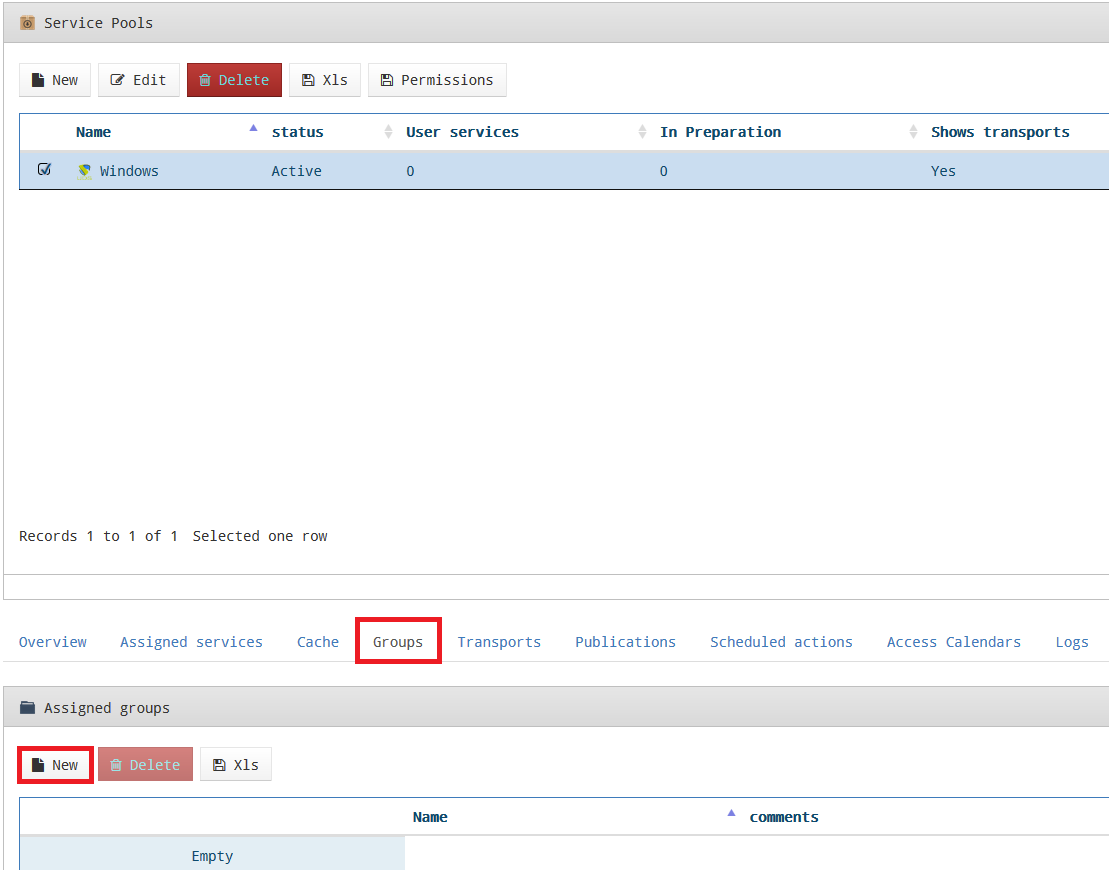 Service Pools
New Edit Delete Xls Permissions
Name status User services In Preparation Shows transports
Windows Active 0 0 Yes
Records 1 to 1 of 1 Selected one row
Overview Assigned services Cache Groups Transports Publications Scheduled actions Access Calendars Logs
Assigned groups
New Delete Xls
Name comments
Empty